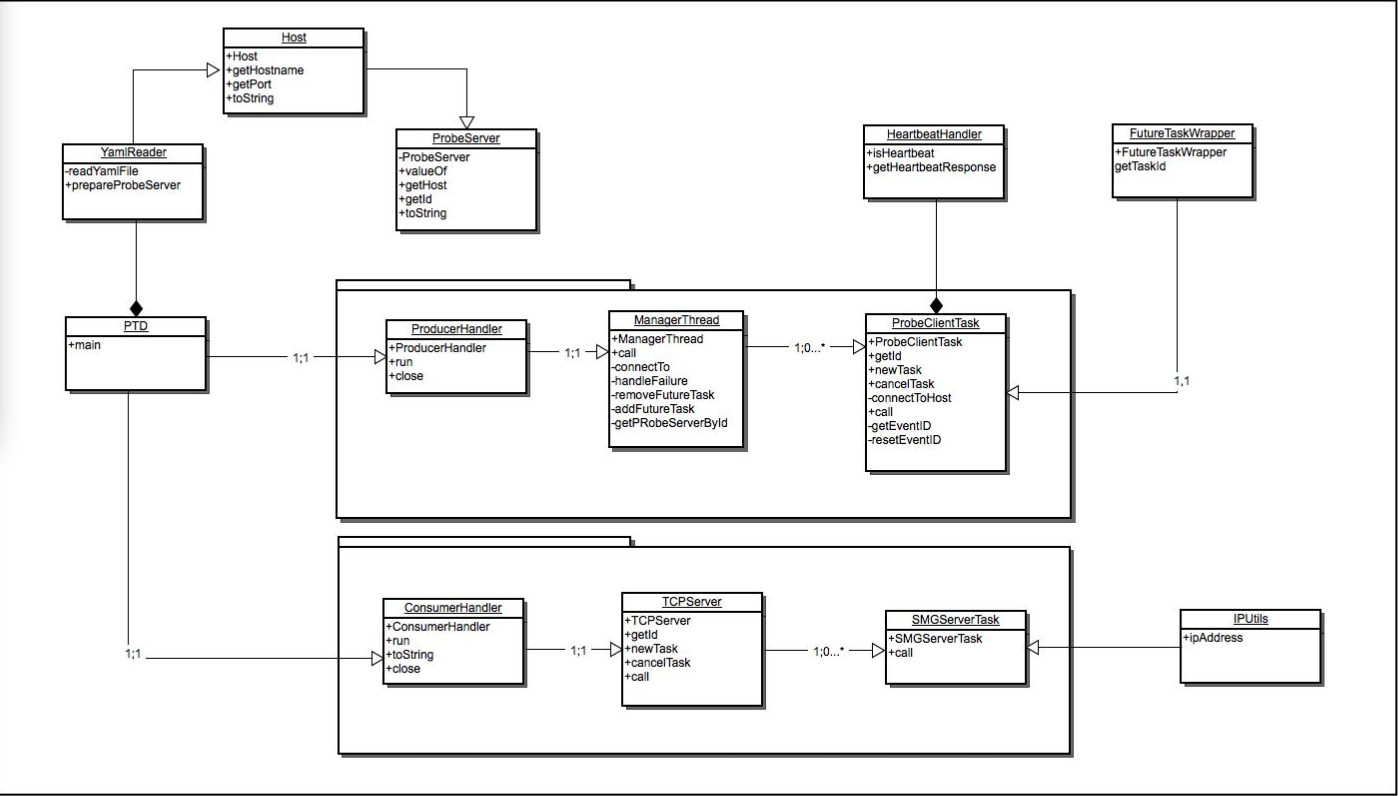 Host
+Host
+getHostname
+getPort
+toString
YamlReader
-readYamlFile
+prepareProbeServer
ProbeServer
-ProbeServer
+valueOf
+getHost
+getId
+toString
HeartbeatHandler
+isHeartbeat
+getHeartbeatResponse
FutureTaskWrapper
+FutureTaskWrapper
getTaskId
PTD
+main
1;1
ProducerHandler
+ProducerHandler
+run
+close
1;1
ManagerThread
+ManagerThread
+call
-connectTo
-handleFailure
-removeFutureTask
-addFutureTask
-getPRobeServerById
1;0...*
ProbeClientTask
+ProbeClientTask
+getId
+newTask
+cancelTask
-connectToHost
+call
-getEventID
-resetEventID
1,1
1;1
ConsumerHandler
+ConsumerHandler
+run
+toString
+close
1;1
TCPServer
+TCPServer
+getId
+newTask
+cancelTask
+call
1;0...*
SMGServerTask
+SMGServerTask
+call
IPUtils
+ipAddress